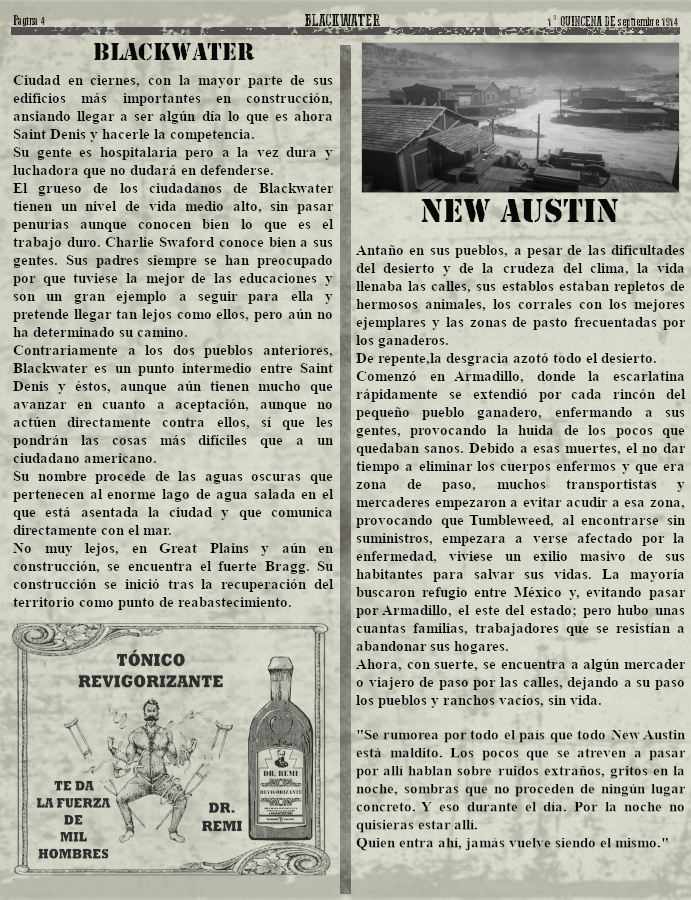 Pagina 4
BLACKWATER
1ª QUINCENA DE septiembre 1914
BLACKWATER
Ciudad en ciernes, con la mayor parte de sus
edificios más importantes en construcción,
ansiando llegar a ser algún día lo que es ahora
Saint Denis y hacerle la competencia.
Su gente es hospitalaria pero a la vez dura y
luchadora que no dudará en defenderse.
El grueso de los ciudadanos de Blackwater
tienen un nivel de vida medio alto, sin pasar
penurias aunque conocen bien lo que es el
trabajo duro. Charlie Swaford conoce bien a sus
gentes. Sus padres siempre se han preocupado
por que tuviese la mejor de las educaciones y
son un gran ejemplo a seguir para ella y
pretende llegar tan lejos como ellos, pero aún no
ha determinado su camino.
Contrariamente a los dos pueblos anteriores,
Blackwater es un punto intermedio entre Saint
Denis y éstos, aunque aún tienen mucho que
avanzar en cuanto a aceptación, aunque no
actúen directamente contra ellos, sí que les
pondrán las cosas más difíciles que a un
ciudadano americano.
Su nombre procede de las aguas oscuras que
pertenecen al enorme lago de agua salada en el
que está asentada la ciudad y que comunica
directamente con el mar.
No muy lejos, en Great Plains y aún en
construcción, se encuentra el fuerte Bragg. Su
construcción se inició tras la recuperación del
territorio como punto de reabastecimiento.
TÓNICO
REVIGORIZANTE
TE DA
LA FUERZA
DE
MIL
HOMBRES
DR.
REMI
DR. REMI
REVIGORIZANTE
NEW AUSTIN
Antaño en sus pueblos, a pesar de las dificultades
del desierto y de la crudeza del clima, la vida
llenaba las calles, sus establos estaban repletos de
hermosos animales, los corrales con los mejores
ejemplares y las zonas de pasto frecuentadas por
los ganaderos.
De repente,la desgracia azotó todo el desierto.
Comenzó en Armadillo, donde la escarlatina
rápidamente se extendió por cada rincón del
pequeño pueblo ganadero, enfermando a sus
gentes, provocando la huida de los pocos que
quedaban sanos. Debido a esas muertes, el no dar
tiempo a eliminar los cuerpos enfermos y que era
zona de paso, muchos transportistas y
mercaderes empezaron a evitar acudir a esa zona,
provocando que Tumbleweed, al encontrarse sin
suministros, empezara a verse afectado por la
enfermedad, viviese un exilio masivo de sus
habitantes para salvar sus vidas. La mayoría
buscaron refugio entre México y, evitando pasar
por Armadillo, el este del estado; pero hubo unas
cuantas familias, trabajadores que se resistían a
abandonar sus hogares.
Ahora, con suerte, se encuentra a algún mercader
o viajero de paso por las calles, dejando a su paso
los pueblos y ranchos vacíos, sin vida.
"Se rumorea por todo el país que todo New Austin
está maldito. Los pocos que se atreven a pasar
por allí hablan sobre ruidos extraños, gritos en la
noche, sombras que no proceden de ningún lugar
concreto. Y eso durante el día. Por la noche no
quisieras estar allí.
Quien entra ahí, jamás vuelve siendo el mismo."